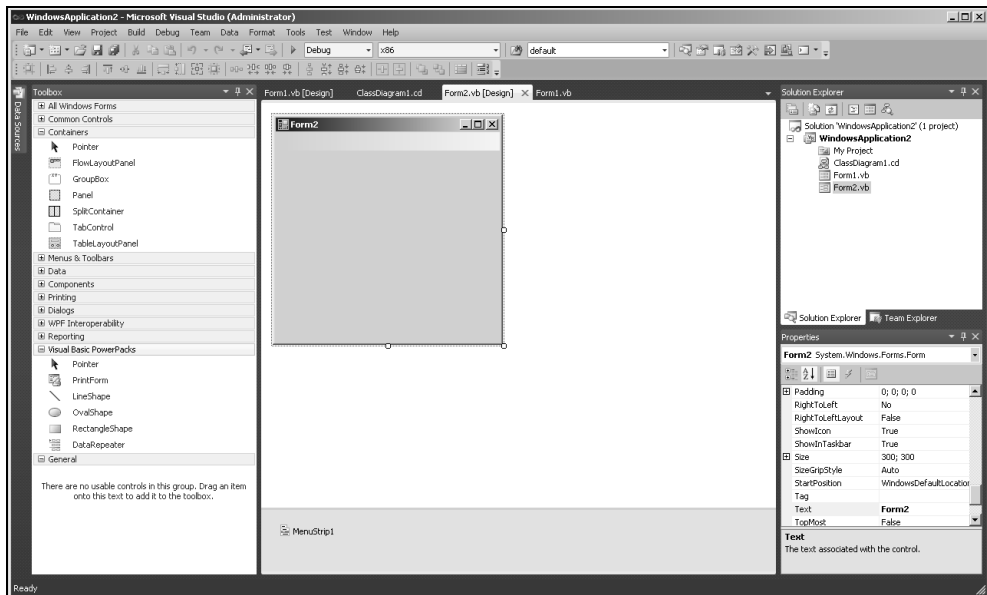 WindowsApplication2 - Microsoft Visual Studio (Administrator)
File Edit View Project Build Debug Team Data Format Tools Test Window Help
Debug x86 default
Data Sources
Toolbox
All Windows Forms
Common Controls
Containers
Pointer
FlowLayoutPanel
GroupBox
Panel
SplitContainer
TabControl
TableLayoutPanel
Menus & Toolbars
Data
Components
Printing
Dialogs
WPF Interoperability
Reporting
Visual Basic PowerPacks
Pointer
PrintForm
LineShape
OvalShape
RectangleShape
DataRepeater
General
There are no usable controls in this group. Drag an item
onto this text to add it to the toolbox.
Form1.vb [Design] ClassDiagram1.cd Form2.vb [Design] Form1.vb
Form2
MenuStrip1
Solution Explorer
Solution 'WindowsApplication2' (1 project)
WindowsApplication2
My Project
ClassDiagram1.cd
Form1.vb
Form2.vb
Solution Explorer Team Explorer
Properties
Form2 System.Windows.Forms.Form
Padding 0; 0; 0; 0
RightToLeft No
RightToLeftLayout False
ShowIcon True
ShowInTaskbar True
Size 300; 300
SizeGripStyle Auto
StartPosition WindowsDefaultLocation
Tag
Text Form2
TopMost False
Text
The text associated with the control.
Ready